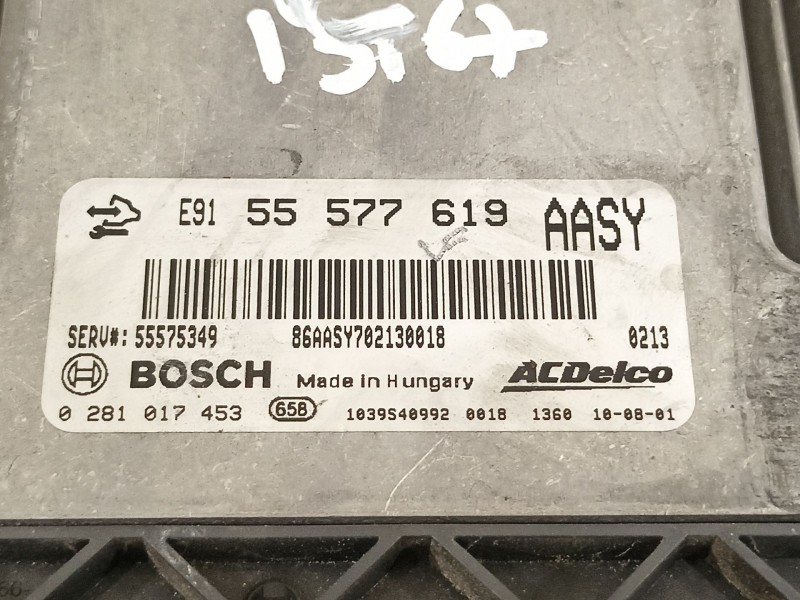 E91 55 577 619 AASY
SERV#: 55575349 86AASY702130018 0213
BOSCH Made in Hungary ACDelco
0 281 017 453 658 1039S40992 0018 1360 10-08-01